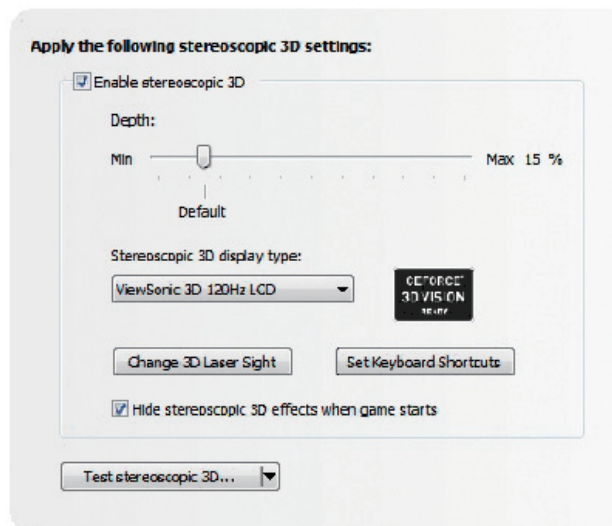 Apply the following stereoscopic 3D settings:
Enable stereoscopic 3D
Depth:
Min
Max 15 %
Default
Stereoscopic 3D display type:
ViewSonic 3D 120Hz LCD
GEFORCE
3D VISION
READY
Change 3D Laser Sight
Set Keyboard Shortcuts
Hide stereoscopic 3D effects when game starts
Test stereoscopic 3D...